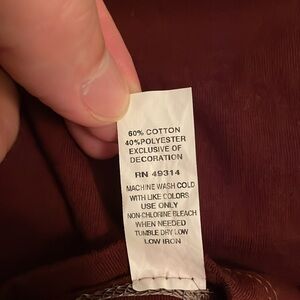 60% COTTON
40%POLYESTER
EXCLUSIVE OF
DECORATION
RN 49314
MACHINE WASH COLD
WITH LIKE COLORS
USE ONLY
NON-CHLORINE BLEACH
WHEN NEEDED
TUMBLE DRY LOW
LOW IRON